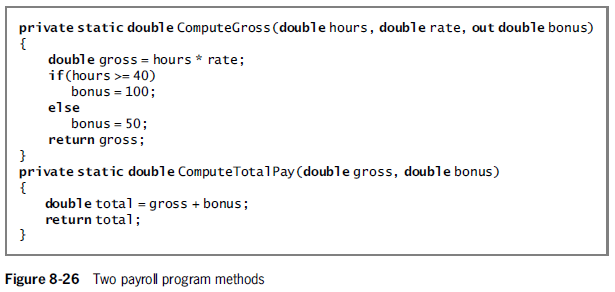 private static double ComputeGross(double hours, double rate, out double bonus)
{
double gross = hours * rate;
if(hours >= 40)
bonus = 100;
else
bonus = 50;
return gross;
}
private static double ComputeTotalPay(double gross, double bonus)
{
double total = gross + bonus;
return total;
}
Figure 8-26 Two payroll program methods